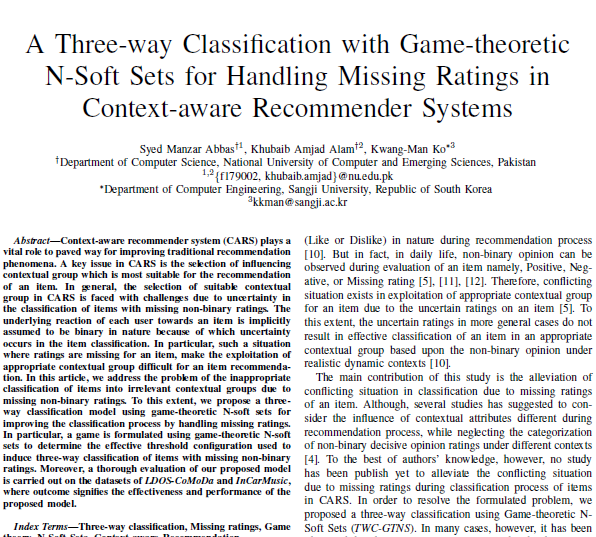 A Three-way Classification with Game-theoretic
N-Soft Sets for Handling Missing Ratings in
Context-aware Recommender Systems
Syed Manzar Abbas†1, Khubaib Amjad Alam†2, Kwang-Man Ko*3
†Department of Computer Science, National University of Computer and Emerging Sciences, Pakistan
1,2{f179002, khubaib.amjad}@nu.edu.pk
*Department of Computer Engineering, Sangji University, Republic of South Korea
3kkman@sangji.ac.kr
Abstract—Context-aware recommender system (CARS) plays a
vital role to paved way for improving traditional recommendation
phenomena. A key issue in CARS is the selection of influencing
contextual group which is most suitable for the recommendation
of an item. In general, the selection of suitable contextual
group in CARS is faced with challenges due to uncertainty in
the classification of items with missing non-binary ratings. The
underlying reaction of each user towards an item is implicitly
assumed to be binary in nature because of which uncertainty
occurs in the item classification. In particular, such a situation
where ratings are missing for an item, make the exploitation of
appropriate contextual group difficult for an item recommenda-
tion. In this article, we address the problem of the inappropriate
classification of items into irrelevant contextual groups due to
missing non-binary ratings. To this extent, we propose a three-
way classification model using game-theoretic N-soft sets for
improving the classification process by handling missing ratings.
In particular, a game is formulated using game-theoretic N-soft
sets to determine the effective threshold configuration used to
induce three-way classification of items with missing non-binary
ratings. Moreover, a thorough evaluation of our proposed model
is carried out on the datasets of LDOS-CoMoDa and InCarMusic,
where outcome signifies the effectiveness and performance of the
proposed model.
Index Terms—Three-way classification, Missing ratings, Game
theory, N-Soft Sets, Context-aware Recommendation
(Like or Dislike) in nature during recommendation process
[10]. But in fact, in daily life, non-binary opinion can be
observed during evaluation of an item namely, Positive, Neg-
ative, or Missing rating [5], [11], [12]. Therefore, conflicting
situation exists in exploitation of appropriate contextual group
for an item due to the uncertain ratings on an item [5]. To
this extent, the uncertain ratings in more general cases do not
result in effective classification of an item in an appropriate
contextual group based upon the non-binary opinion under
realistic dynamic contexts [10].
The main contribution of this study is the alleviation of
conflicting situation in classification due to missing ratings
of an item. Although, several studies has suggested to con-
sider the influence of contextual attributes different during
recommendation process, while neglecting the categorization
of non-binary decisive opinion ratings under different contexts
[4]. To the best of authors' knowledge, however, no study
has been publish yet to alleviate the conflicting situation
due to missing ratings during classification process of items
in CARS. In order to resolve the formulated problem, we
proposed a three-way classification using Game-theoretic N-
Soft Sets (TWC-GTNS). In many cases, however, it has been